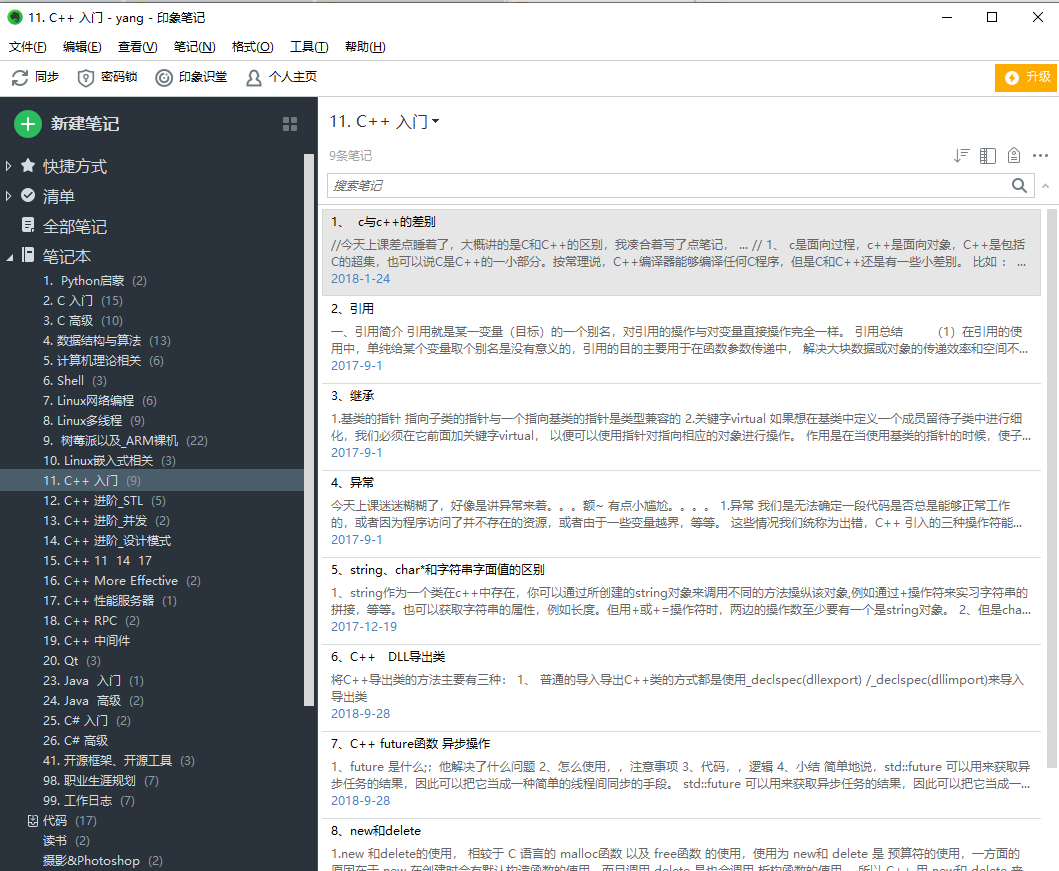 11. C++ 入门 - yang - 印象笔记
文件(F) 编辑(E) 查看(V) 笔记(N) 格式(O) 工具(T) 帮助(H)
同步 密码锁 印象识堂 个人主页 升级
新建笔记
快捷方式
清单
全部笔记
笔记本
1. Python启蒙 (2)
2. C 入门 (15)
3. C 高级 (10)
4. 数据结构与算法 (13)
5. 计算机理论相关 (6)
6. Shell (3)
7. Linux网络编程 (6)
8. Linux多线程 (9)
9. 树莓派以及_ARM裸机 (22)
10. Linux嵌入式相关 (3)
11. C++ 入门 (9)
12. C++ 进阶_STL (5)
13. C++ 进阶_并发 (2)
14. C++ 进阶_设计模式
15. C++ 11 14 17
16. C++ More Effective (2)
17. C++ 性能服务器 (1)
18. C++ RPC (2)
19. C++ 中间件
20. Qt (3)
23. Java 入门 (1)
24. Java 高级 (2)
25. C# 入门 (2)
26. C# 高级
41. 开源框架、开源工具 (3)
98. 职业生涯规划 (7)
99. 工作日志 (7)
代码 (17)
读书 (2)
摄影&Photoshop (2)
11. C++ 入门
9条笔记
搜索笔记
1、 c与c++的差别
//今天上课差点睡着了，大概讲的是C和C++的区别，我凑合着写了点笔记， ... // 1、 c是面向过程，c++是面向对象，C++是包括
C的超集，也可以说C是C++的一小部分。按常理说，C++编译器能够编译任何C程序，但是C和C++还是有一些小差别。 比如： ...
2018-1-24
2、引用
一、引用简介 引用就是某一变量（目标）的一个别名，对引用的操作与对变量直接操作完全一样。 引用总结 （1）在引用的使
用中，单纯给某个变量取个别名是没有意义的，引用的目的主要用于在函数参数传递中， 解决大块数据或对象的传递效率和空间不...
2017-9-1
3、继承
1.基类的指针 指向子类的指针与一个指向基类的指针是类型兼容的 2.关键字virtual 如果想在基类中定义一个成员留待子类中进行细
化，我们必须在它前面加关键字virtual， 以便可以使用指针对指向相应的对象进行操作。 作用是在当使用基类的指针的时候，使子...
2017-9-1
4、异常
今天上课迷迷糊糊了，好像是讲异常来着。。。额~ 有点小尴尬。。。。 1.异常 我们是无法确定一段代码是否总是能够正常工作
的，或者因为程序访问了并不存在的资源，或者由于一些变量越界，等等。 这些情况我们统称为出错，C++ 引入的三种操作符能...
2017-9-1
5、string、char*和字符串字面值的区别
1、string作为一个类在c++中存在，你可以通过所创建的string对象来调用不同的方法操纵该对象,例如通过+操作符来实习字符串的
拼接，等等。也可以获取字符串的属性，例如长度。但用+或+=操作符时，两边的操作数至少要有一个是string对象。 2、但是cha...
2017-12-19
6、C++ DLL导出类
将C++导出类的方法主要有三种： 1、 普通的导入导出C++类的方式都是使用_declspec(dllexport) /_declspec(dllimport)来导入
导出类
2018-9-28
7、C++ future函数 异步操作
1、future 是什么;；他解决了什么问题 2、怎么使用，，注意事项 3、代码，，逻辑 4、小结 简单地说，std::future 可以用来获取异
步任务的结果，因此可以把它当成一种简单的线程间同步的手段。 std::future 可以用来获取异步任务的结果，因此可以把它当成一...
2018-9-28
8、new和delete
1.new 和delete的使用， 相较于 C 语言的 malloc函数 以及 free函数 的使用，使用为 new和 delete 是 预算符的使用，一方面的